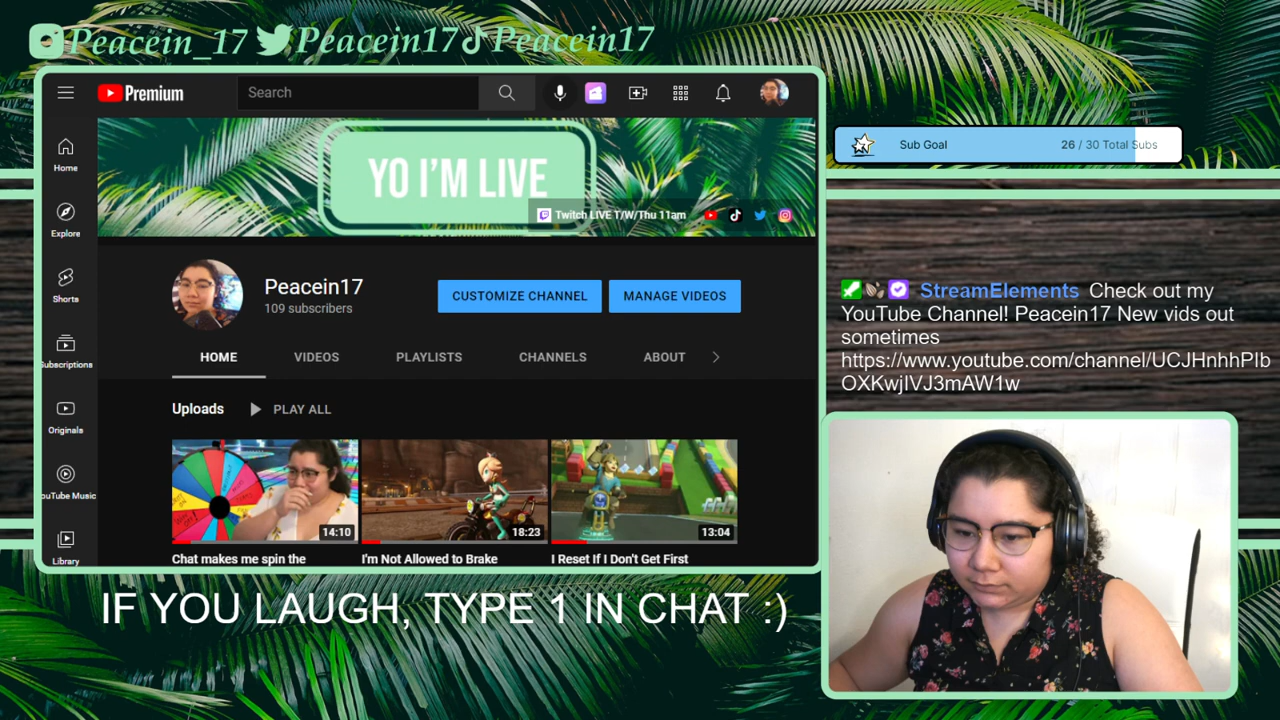 Peacein_17 Peacein17 Peacein17
Premium
Search
Home
Explore
Shorts
Subscriptions
Originals
YouTube Music
Library
YO I'M LIVE
Twitch LIVE T/W/Thu 11am
Peacein17
109 subscribers
CUSTOMIZE CHANNEL
MANAGE VIDEOS
HOME VIDEOS PLAYLISTS CHANNELS ABOUT
Uploads PLAY ALL
14:10
18:23
13:04
Chat makes me spin the
I'm Not Allowed to Brake
I Reset If I Don't Get First
IF YOU LAUGH, TYPE 1 IN CHAT :)
Sub Goal 26 / 30 Total Subs
StreamElements Check out my
YouTube Channel! Peacein17 New vids out
sometimes
https://www.youtube.com/channel/UCJHnhhPIb
OXKwjIVJ3mAW1w